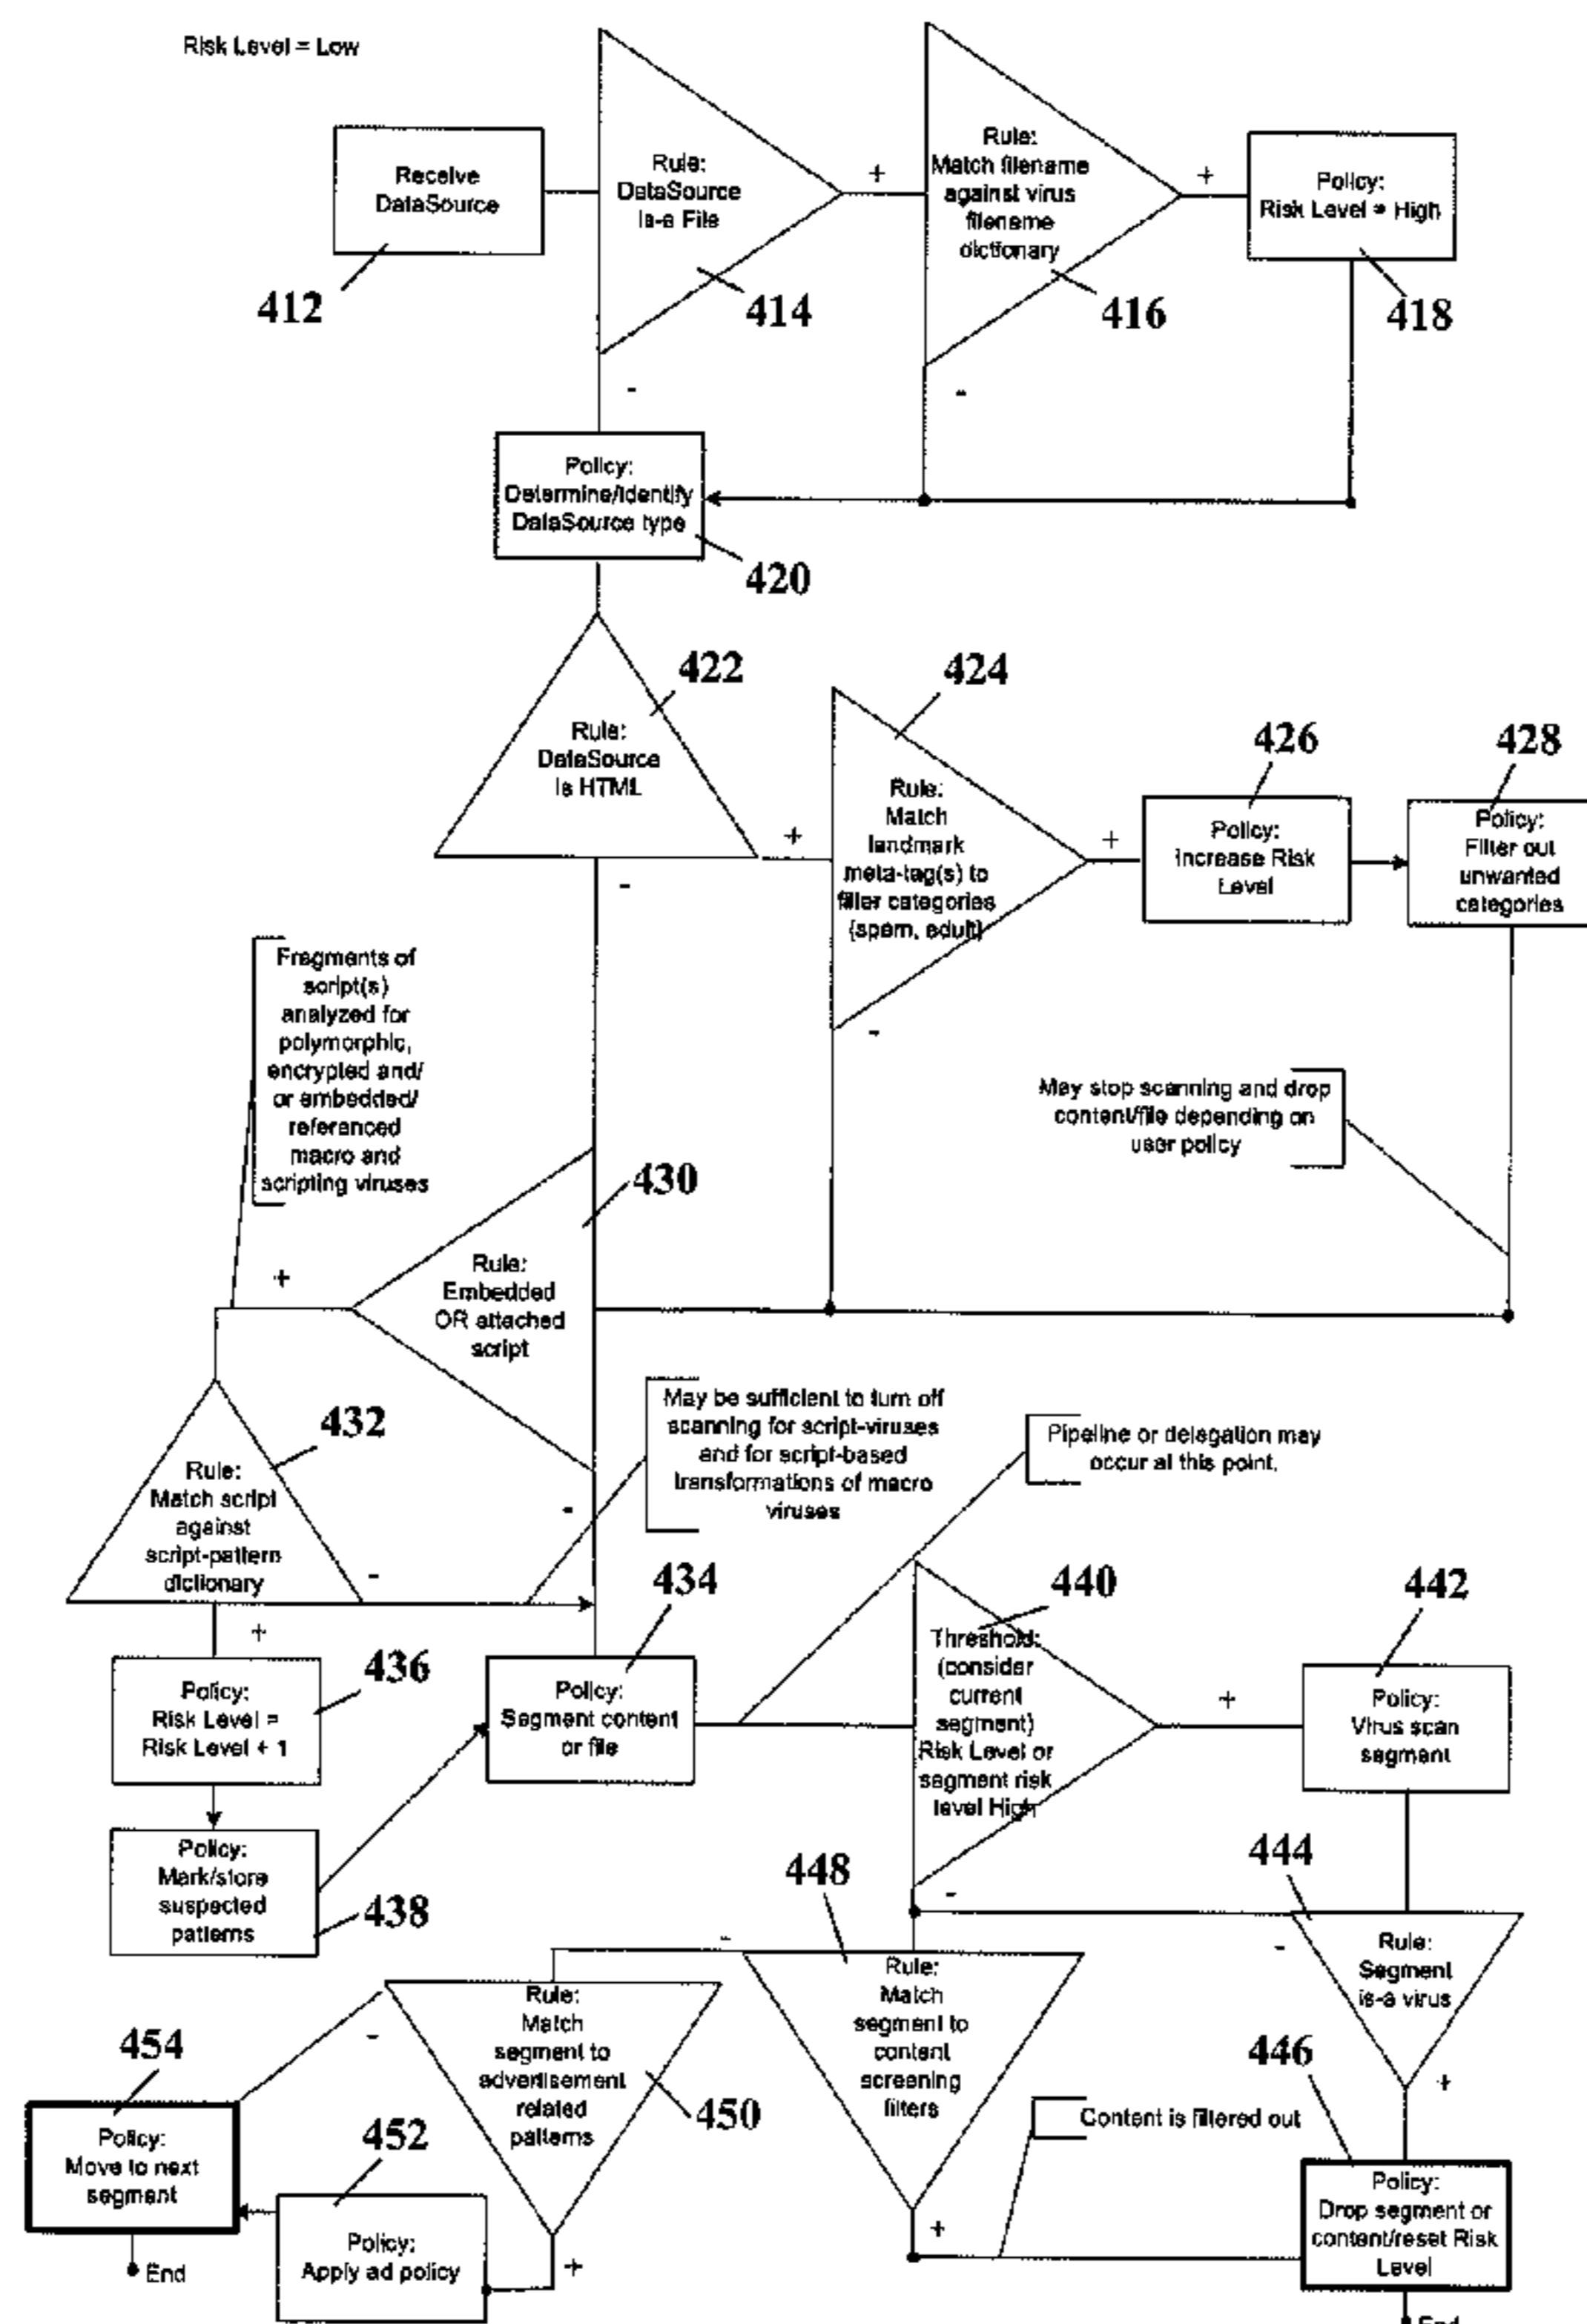 Risk Level = Low
Receive
DataSource
412
Rule:
DataSource
Is-a File
+
414
-
Rule:
Match filename
against virus
filename
dictionary
+
416
-
Policy:
Risk Level = High
418
Policy:
Determine/Identify
DataSource type
420
422
Rule:
DataSource
Is HTML
+
-
424
Rule:
Match
landmark
meta-tag(s) to
filter categories
(spam, adult)
+
-
426
Policy:
Increase Risk
Level
428
Policy:
Filter out
unwanted
categories
Fragments of
script(s)
analyzed for
polymorphic,
encrypted and/
or embedded/
referenced
macro and
scripting viruses
May stop scanning and drop
content/file depending on
user policy
430
Rule:
Embedded
OR attached
script
+
-
432
Rule:
Match script
against
script-pattern
dictionary
-
+
May be sufficient to turn off
scanning for script-viruses
and for script-based
transformations of macro
viruses
Pipeline or delegation may
occur at this point.
434
Policy:
Segment content
or file
436
Policy:
Risk Level =
Risk Level + 1
438
Policy:
Mark/store
suspected
patterns
440
Threshold:
(consider
current
segment)
Risk Level or
segment risk
level High
+
-
442
Policy:
Virus scan
segment
444
Rule:
Segment
is-a virus
-
+
446
Policy:
Drop segment or
content/reset Risk
Level
End
448
Rule:
Match
segment to
content
screening
filters
-
+
Content is filtered out
450
Rule:
Match
segment to
advertisement
related
patterns
-
+
452
Policy:
Apply ad policy
454
Policy:
Move to next
segment
End